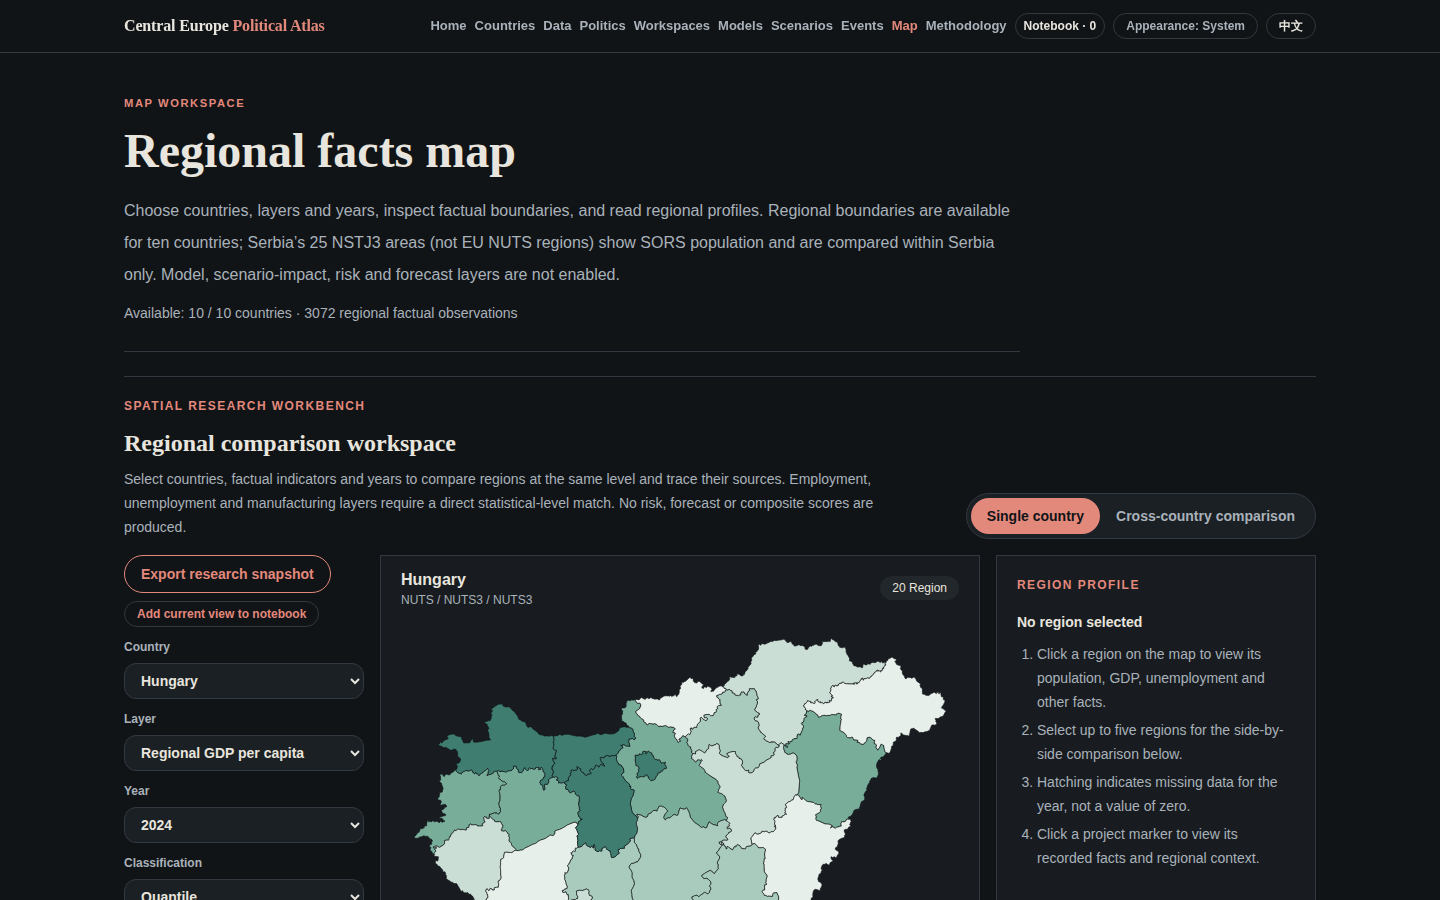 Central Europe Political Atlas
Home Countries Data Politics Workspaces Models Scenarios Events Map Methodology Notebook · 0 Appearance: System 中文
MAP WORKSPACE
Regional facts map
Choose countries, layers and years, inspect factual boundaries, and read regional profiles. Regional boundaries are available
for ten countries; Serbia's 25 NSTJ3 areas (not EU NUTS regions) show SORS population and are compared within Serbia
only. Model, scenario-impact, risk and forecast layers are not enabled.
Available: 10 / 10 countries · 3072 regional factual observations
SPATIAL RESEARCH WORKBENCH
Regional comparison workspace
Select countries, factual indicators and years to compare regions at the same level and trace their sources. Employment,
unemployment and manufacturing layers require a direct statistical-level match. No risk, forecast or composite scores are
produced.
Single country Cross-country comparison
Export research snapshot
Add current view to notebook
Country
Hungary
Layer
Regional GDP per capita
Year
2024
Classification
Quantile
Hungary
NUTS / NUTS3 / NUTS3
20 Region
REGION PROFILE
No region selected
1. Click a region on the map to view its
population, GDP, unemployment and
other facts.
2. Select up to five regions for the side-by-
side comparison below.
3. Hatching indicates missing data for the
year, not a value of zero.
4. Click a project marker to view its
recorded facts and regional context.